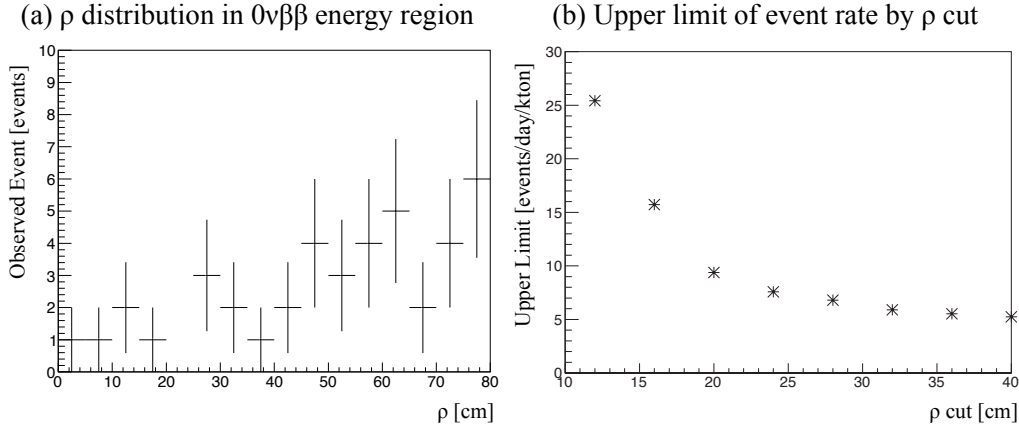 (a) ρ distribution in 0νββ energy region
(b) Upper limit of event rate by ρ cut
Observed Event [events]
10
9
8
7
6
5
4
3
2
1
0
0 10 20 30 40 50 60 70 80
ρ [cm]
Upper Limit [events/day/kton]
30
25
20
15
10
5
0
10 15 20 25 30 35 40
ρ cut [cm]